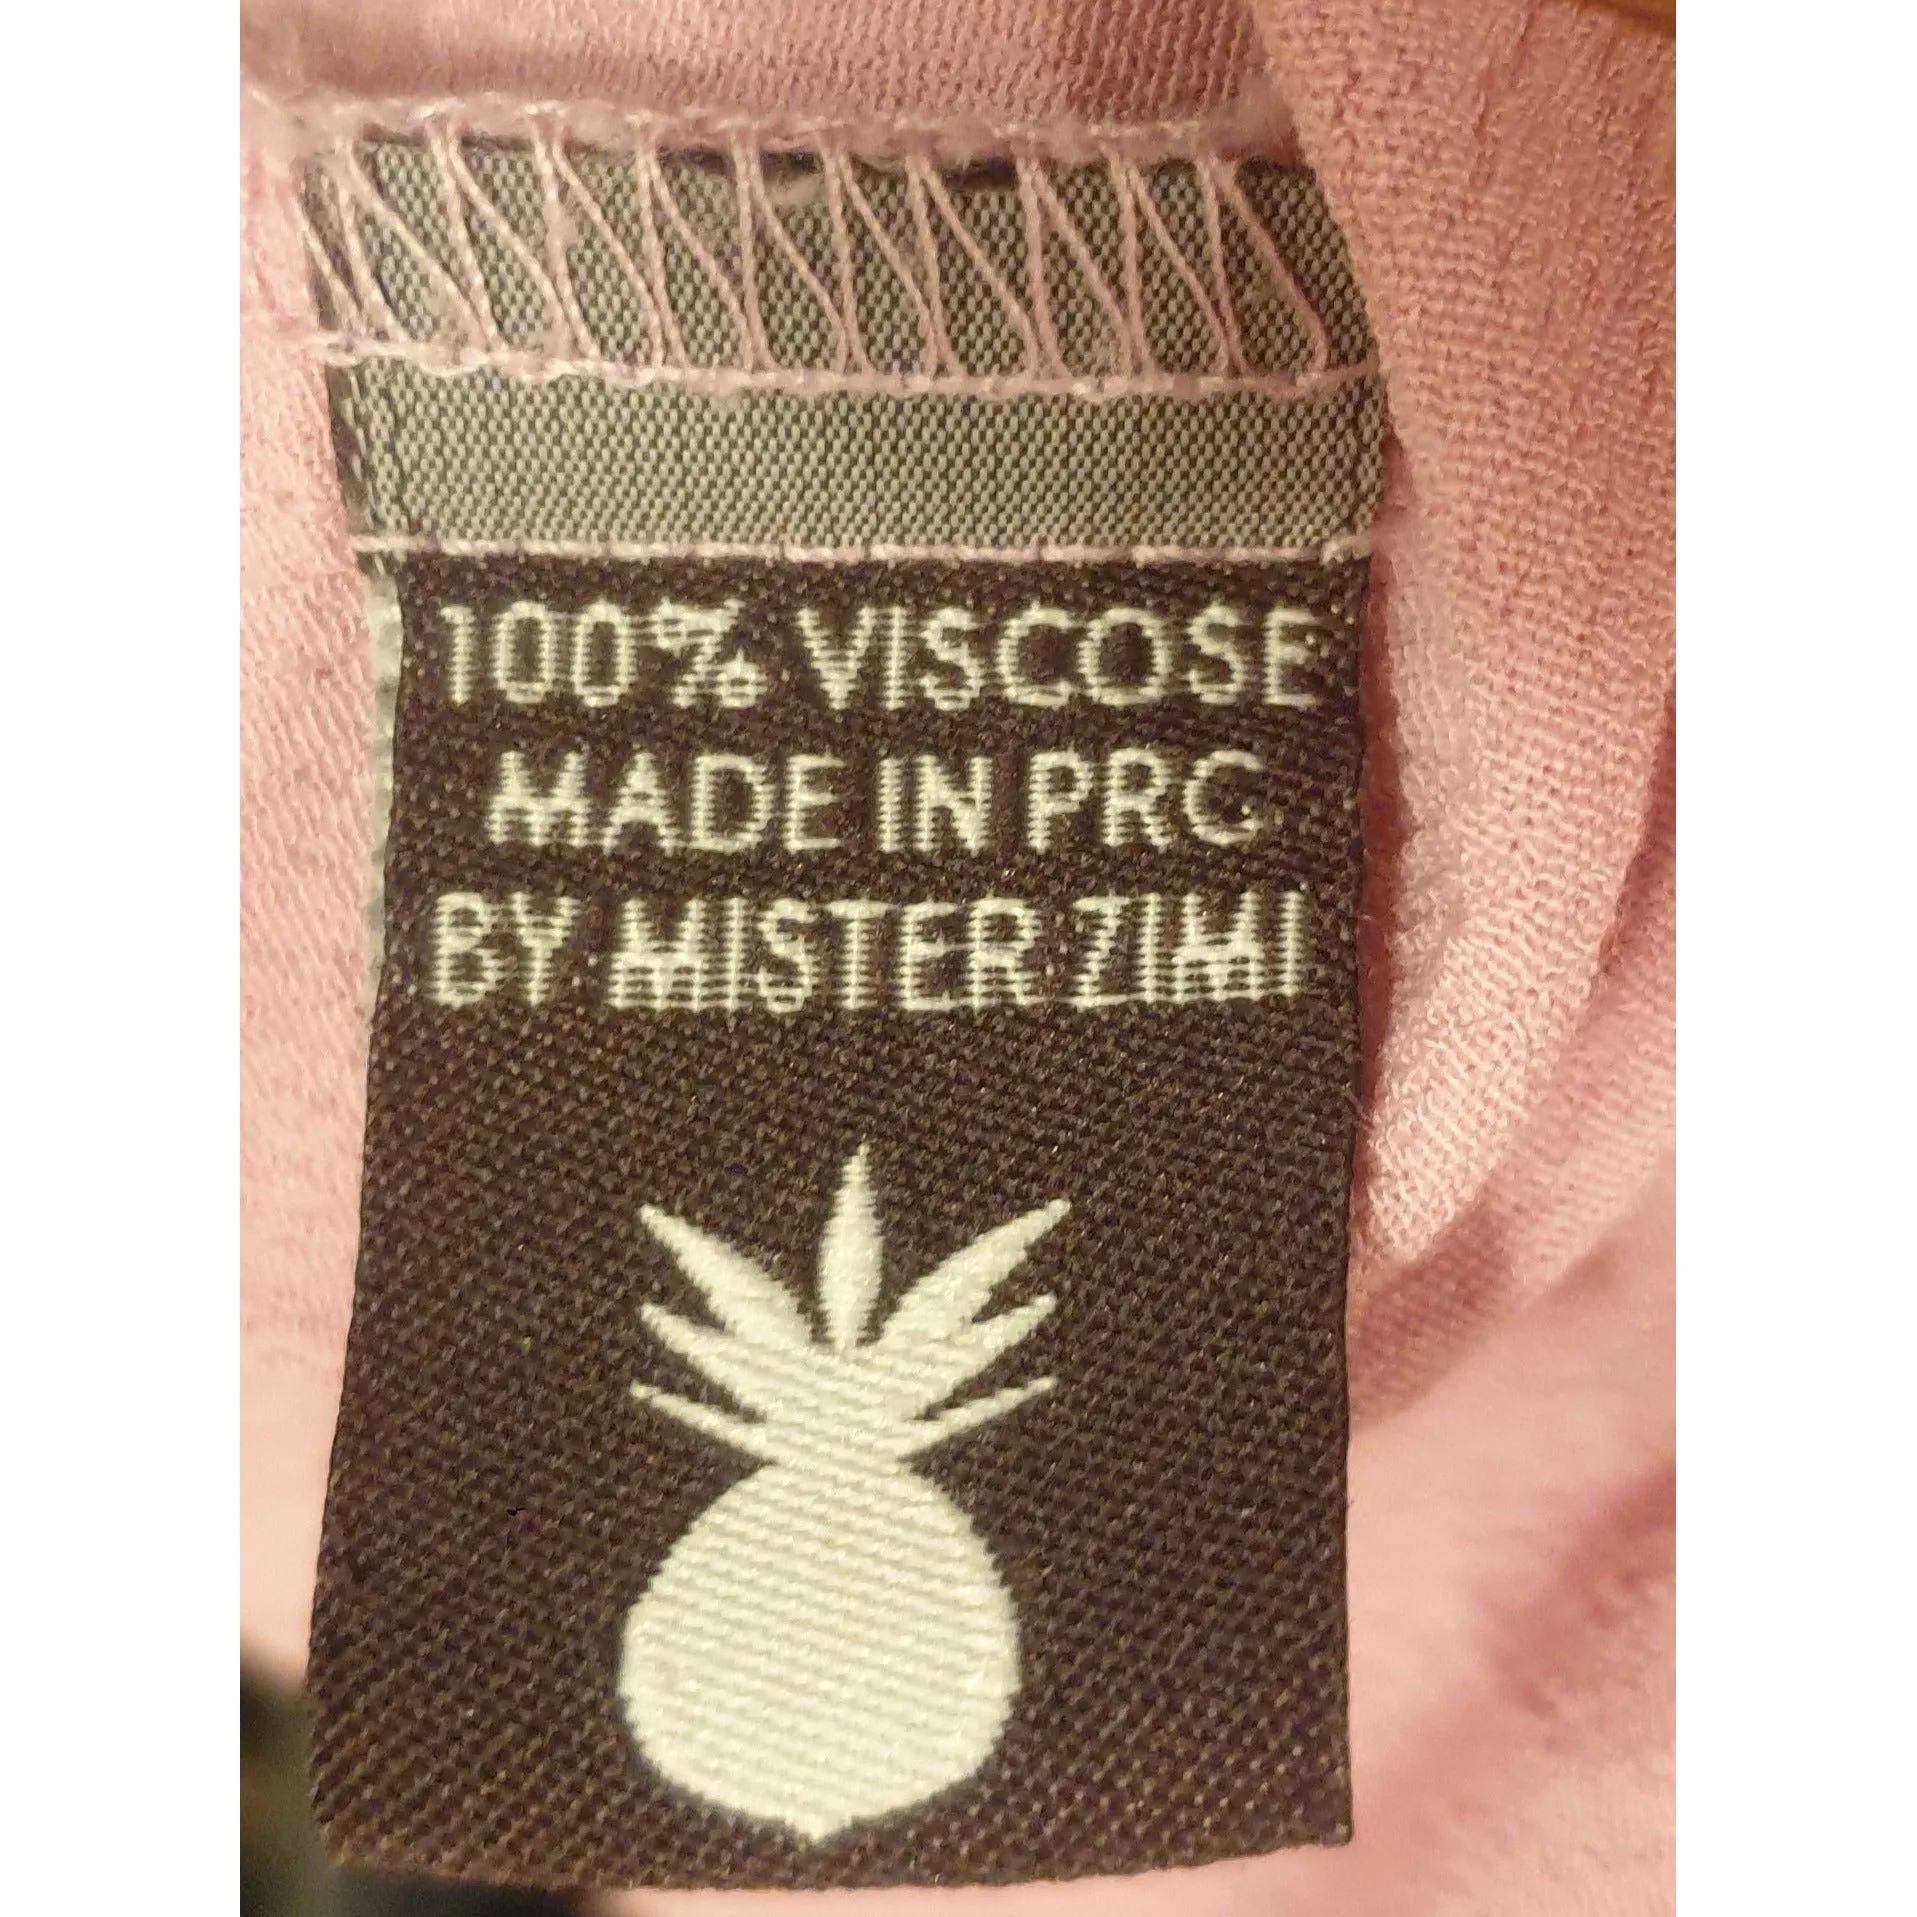 100% VISCOSE
MADE IN PRC
BY MISTER ZIMI